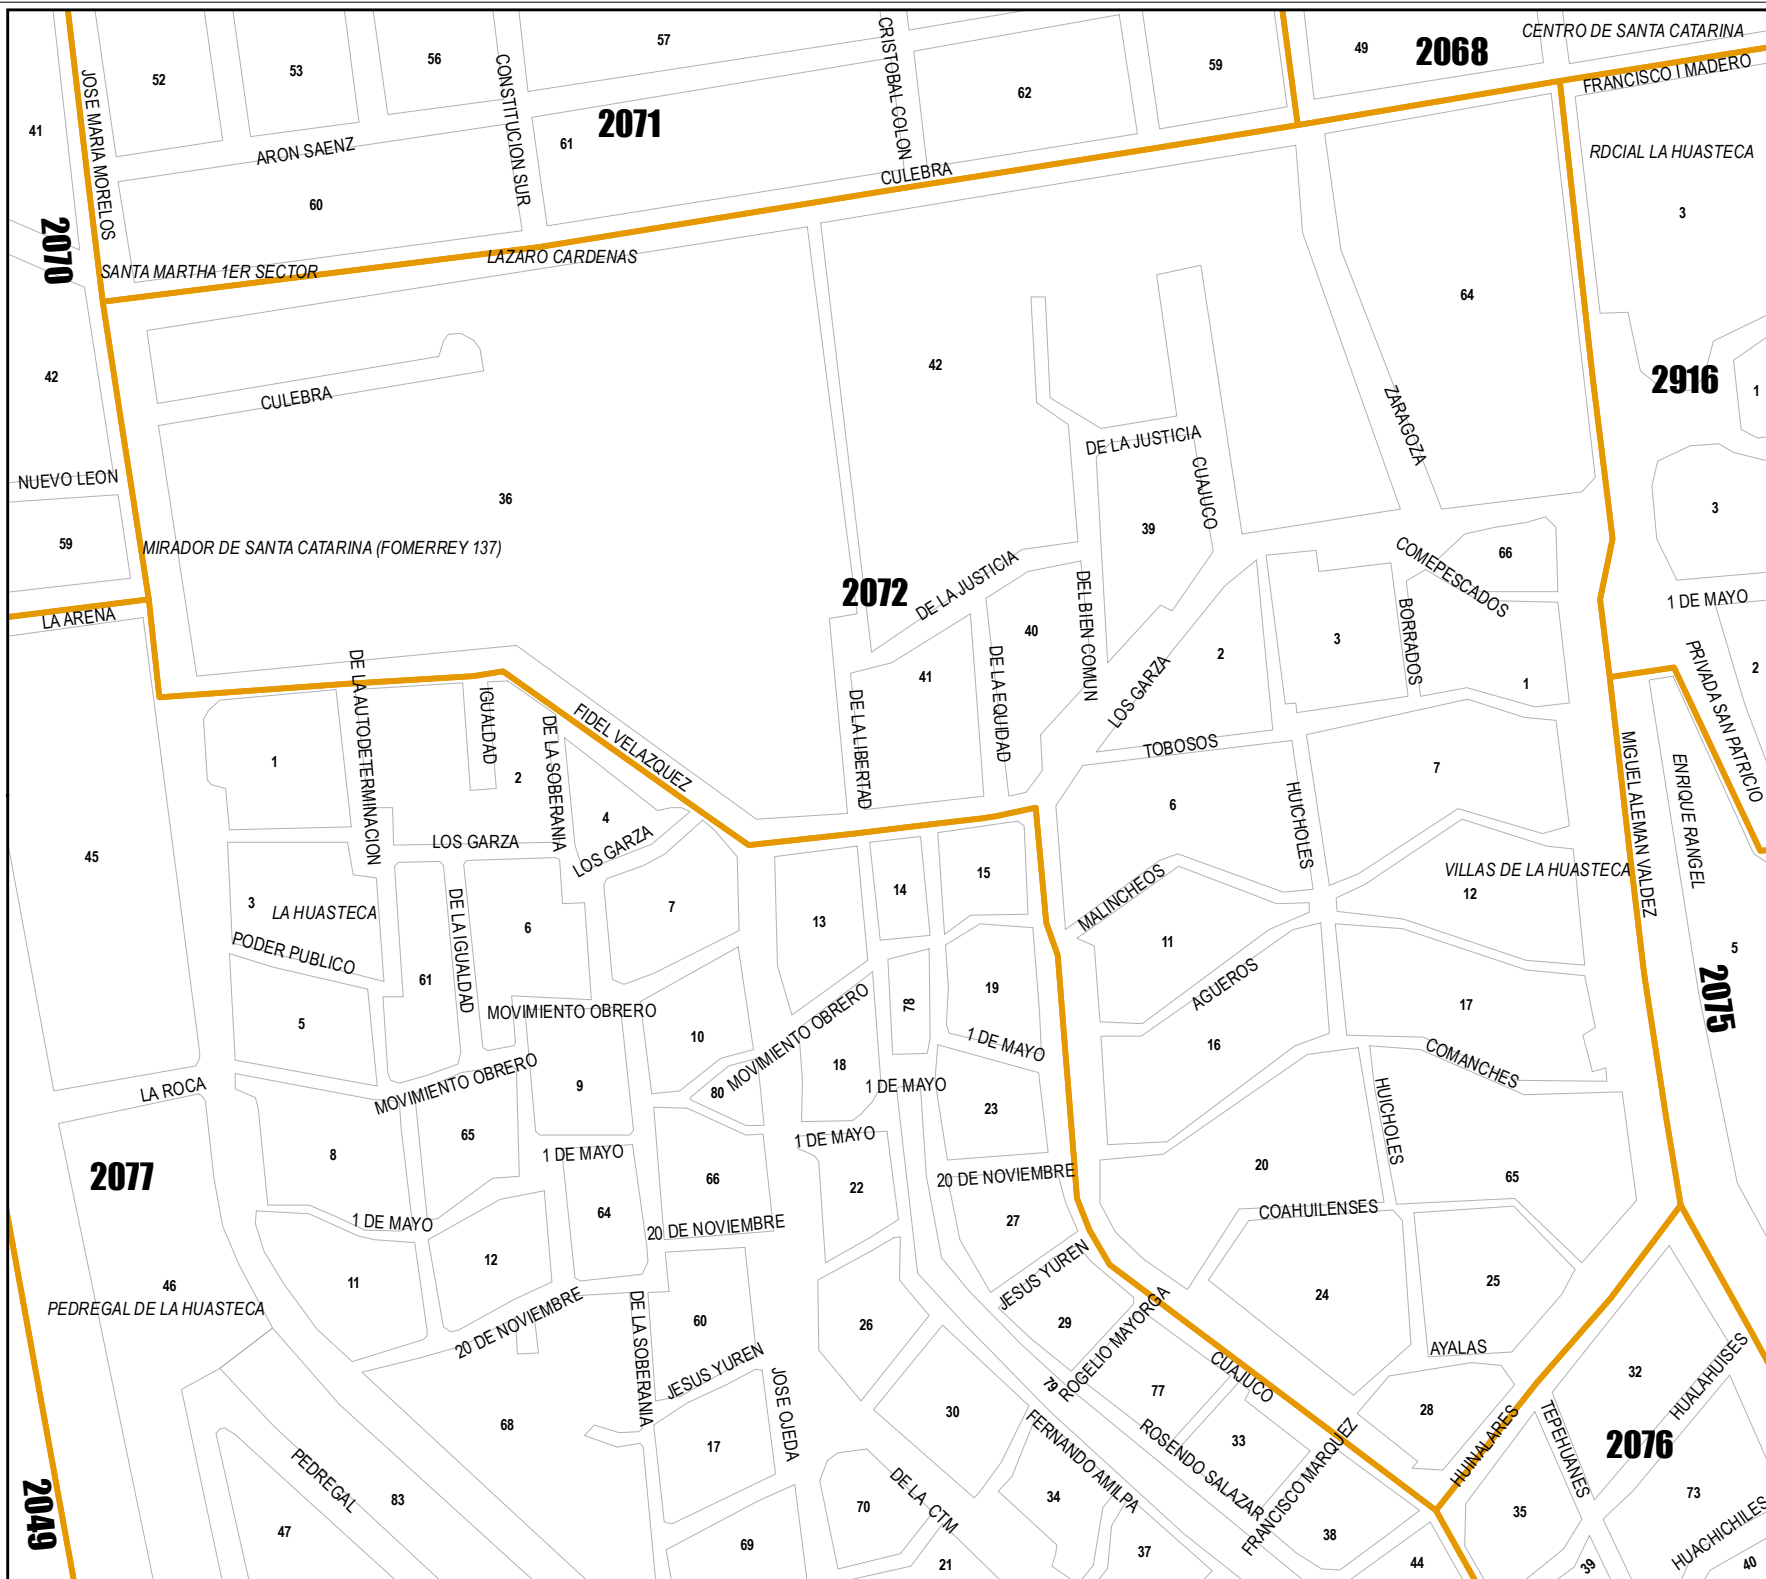 57
CENTRO DE SANTA CATARINA
53
56
CRISTOBAL COLON
49
2068
52
JOSE MARIA MORELOS
CONSTITUCION SUR
59
FRANCISCO I MADERO
62
2071
41
61
ARON SAENZ
RDCIAL LA HUASTECA
CULEBRA
60
3
2070
SANTA MARTHA 1ER SECTOR
LAZARO CARDENAS
64
42
42
2916
1
CULEBRA
ZARAGOZA
DE LA JUSTICIA
CUAJUCO
NUEVO LEON
36
3
39
59
MIRADOR DE SANTA CATARINA (FOMERREY 137)
66
COMEPESCADOS
2072
DE LA JUSTICIA
DEL BIEN COMUN
1 DE MAYO
LA ARENA
40
BORRADOS
3
2
DE LA EQUIDAD
41
LOS GARZA
1
PRIVADA SAN PATRICIO
2
DE LA AUTODETERMINACION
IGUALDAD
DE LA SOBERANIA
FIDEL VELAZQUEZ
DE LA LIBERTAD
TOBOSOS
MIGUEL ALEMAN VALDEZ
ENRIQUE RANGEL
1
2
7
6
HUICHOLES
4
LOS GARZA
LOS GARZA
45
15
14
VILLAS DE LA HUASTECA
12
MALINCHEOS
3
LA HUASTECA
DE LA IGUALDAD
7
6
13
11
5
PODER PUBLICO
61
AGUEROS
19
2075
78
17
5
MOVIMIENTO OBRERO
MOVIMIENTO OBRERO
10
1 DE MAYO
16
COMANCHES
18
LA ROCA
MOVIMIENTO OBRERO
9
80
1 DE MAYO
HUICHOLES
23
65
1 DE MAYO
8
1 DE MAYO
2077
66
22
20 DE NOVIEMBRE
20
65
64
1 DE MAYO
20 DE NOVIEMBRE
27
COAHUILENSES
12
11
46
PEDREGAL DE LA HUASTECA
JESUS YUREN
24
25
20 DE NOVIEMBRE
DE LA SOBERANIA
60
26
29
ROGELIO MAYORGA
AYALAS
JESUS YUREN
JOSE OJEDA
CUAJUCO
32
HUALAHUISES
79
77
30
28
68
17
FERNANDO AMILPA
ROSENDO SALAZAR
33
FRANCISCO MARQUEZ
HUINALARES
TEPEHUANES
2076
PEDREGAL
83
70
DE LA CTM
34
73
2049
47
35
38
HUACHICHILES
69
21
37
44
39
40